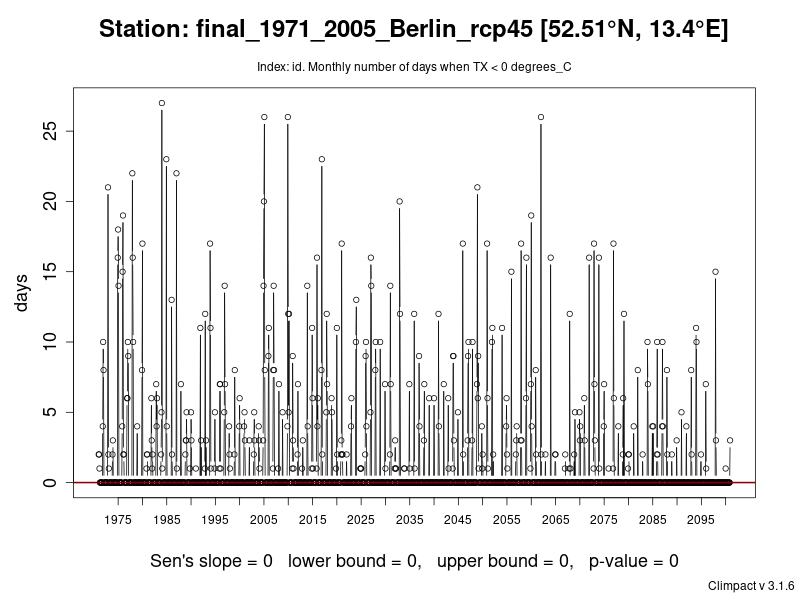 Station: final_1971_2005_Berlin_rcp45 [52.51°N, 13.4°E]
Index: id. Monthly number of days when TX < 0 degrees_C
days
25
20
15
10
5
0
1975 1985 1995 2005 2015 2025 2035 2045 2055 2065 2075 2085 2095
Sen's slope = 0 lower bound = 0, upper bound = 0, p-value = 0
Climpact v 3.1.6